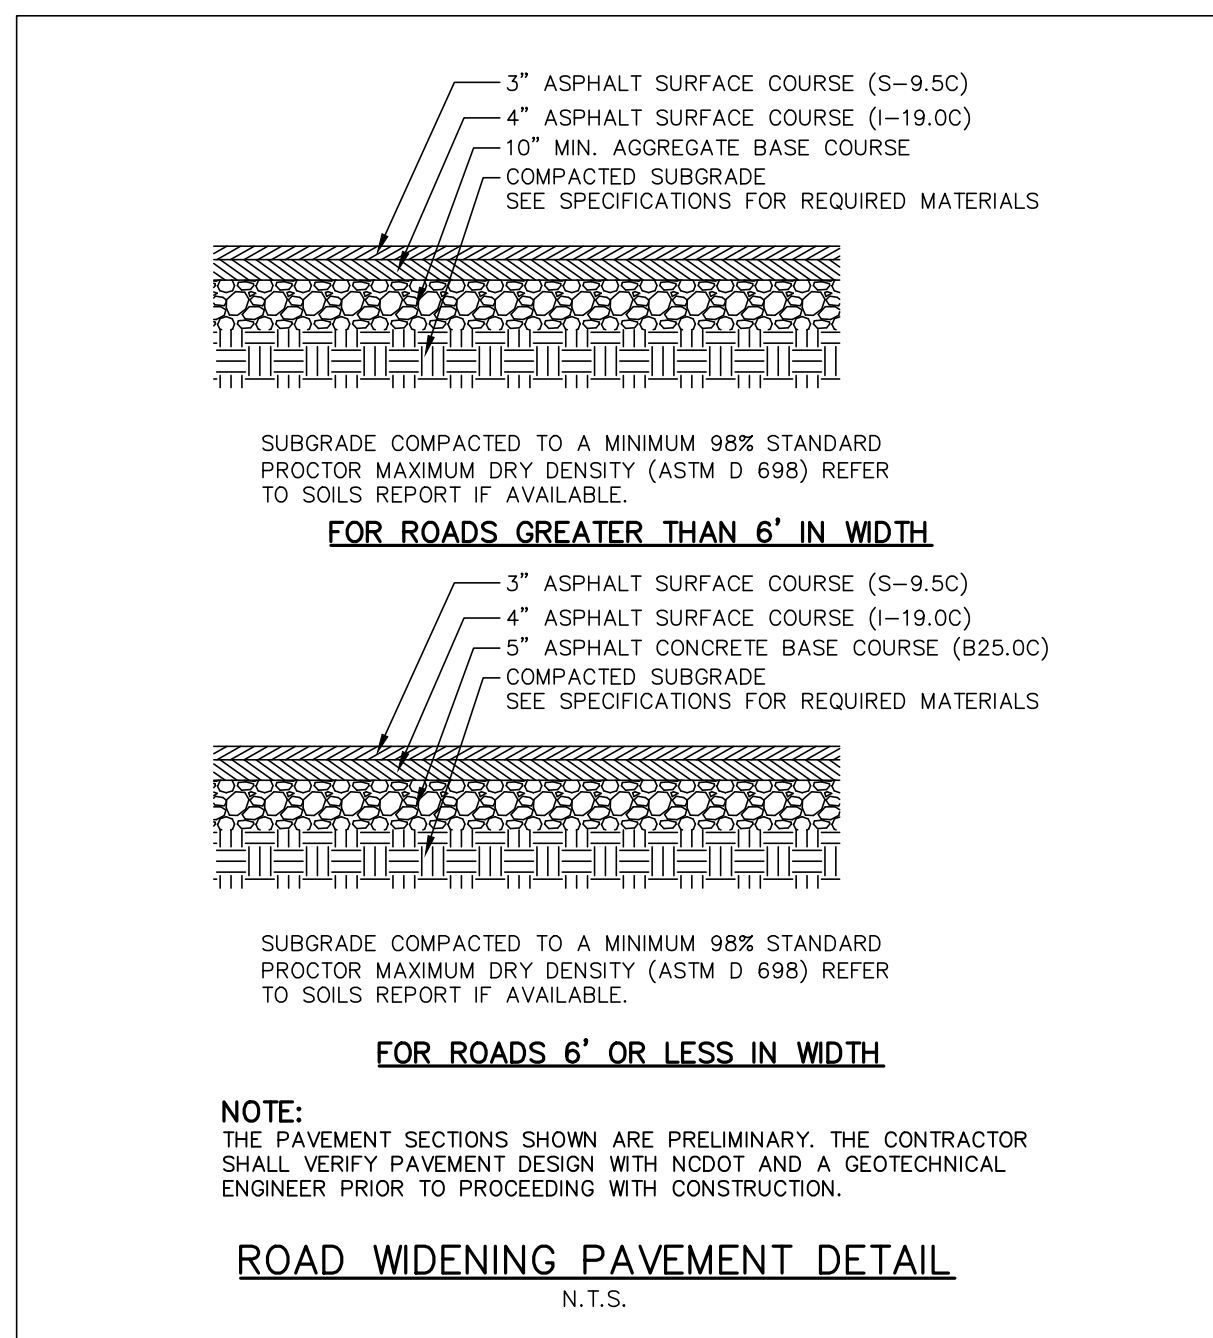 3" ASPHALT SURFACE COURSE (S-9.5C)
4" ASPHALT SURFACE COURSE (I-19.0C)
10" MIN. AGGREGATE BASE COURSE
COMPACTED SUBGRADE
SEE SPECIFICATIONS FOR REQUIRED MATERIALS
SUBGRADE COMPACTED TO A MINIMUM 98% STANDARD
PROCTOR MAXIMUM DRY DENSITY (ASTM D 698) REFER
TO SOILS REPORT IF AVAILABLE.
FOR ROADS GREATER THAN 6' IN WIDTH
3" ASPHALT SURFACE COURSE (S-9.5C)
4" ASPHALT SURFACE COURSE (I-19.0C)
5" ASPHALT CONCRETE BASE COURSE (B25.0C)
COMPACTED SUBGRADE
SEE SPECIFICATIONS FOR REQUIRED MATERIALS
SUBGRADE COMPACTED TO A MINIMUM 98% STANDARD
PROCTOR MAXIMUM DRY DENSITY (ASTM D 698) REFER
TO SOILS REPORT IF AVAILABLE.
FOR ROADS 6' OR LESS IN WIDTH
NOTE:
THE PAVEMENT SECTIONS SHOWN ARE PRELIMINARY. THE CONTRACTOR
SHALL VERIFY PAVEMENT DESIGN WITH NCDOT AND A GEOTECHNICAL
ENGINEER PRIOR TO PROCEEDING WITH CONSTRUCTION.
ROAD WIDENING PAVEMENT DETAIL
N.T.S.